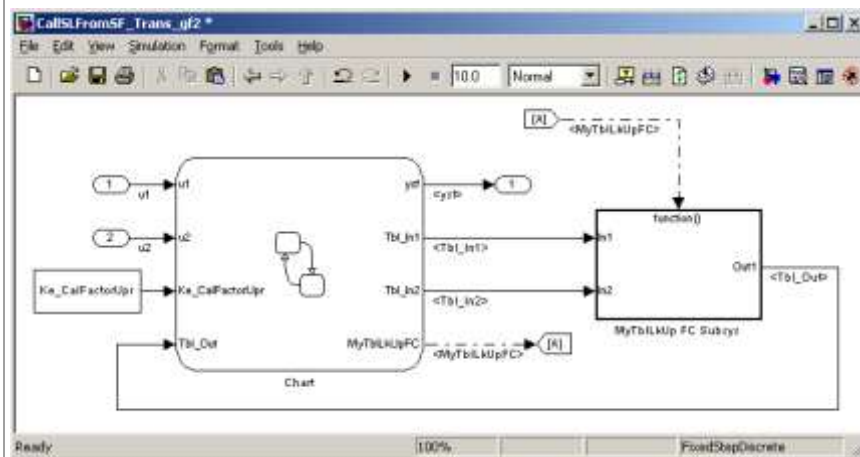 CallSLFromSF_Trans_gf2 *
File Edit View Simulation Format Tools Help
10.0 Normal
[A]
<MyTblLkUpFC>
1
u1
u1
yst
<yst>
1
function()
2
u2
u2
Tbl_In1
<Tbl_In1>
In1
Out1
<Tbl_Out>
Ke_CalFactorUpr
Ke_CalFactorUpr
Tbl_In2
<Tbl_In2>
In2
MyTblLkUp FC Subsys
Tbl_Out
MyTblLkUpFC
<MyTblLkUpFC>
[A]
Chart
Ready 100% FixedStepDiscrete